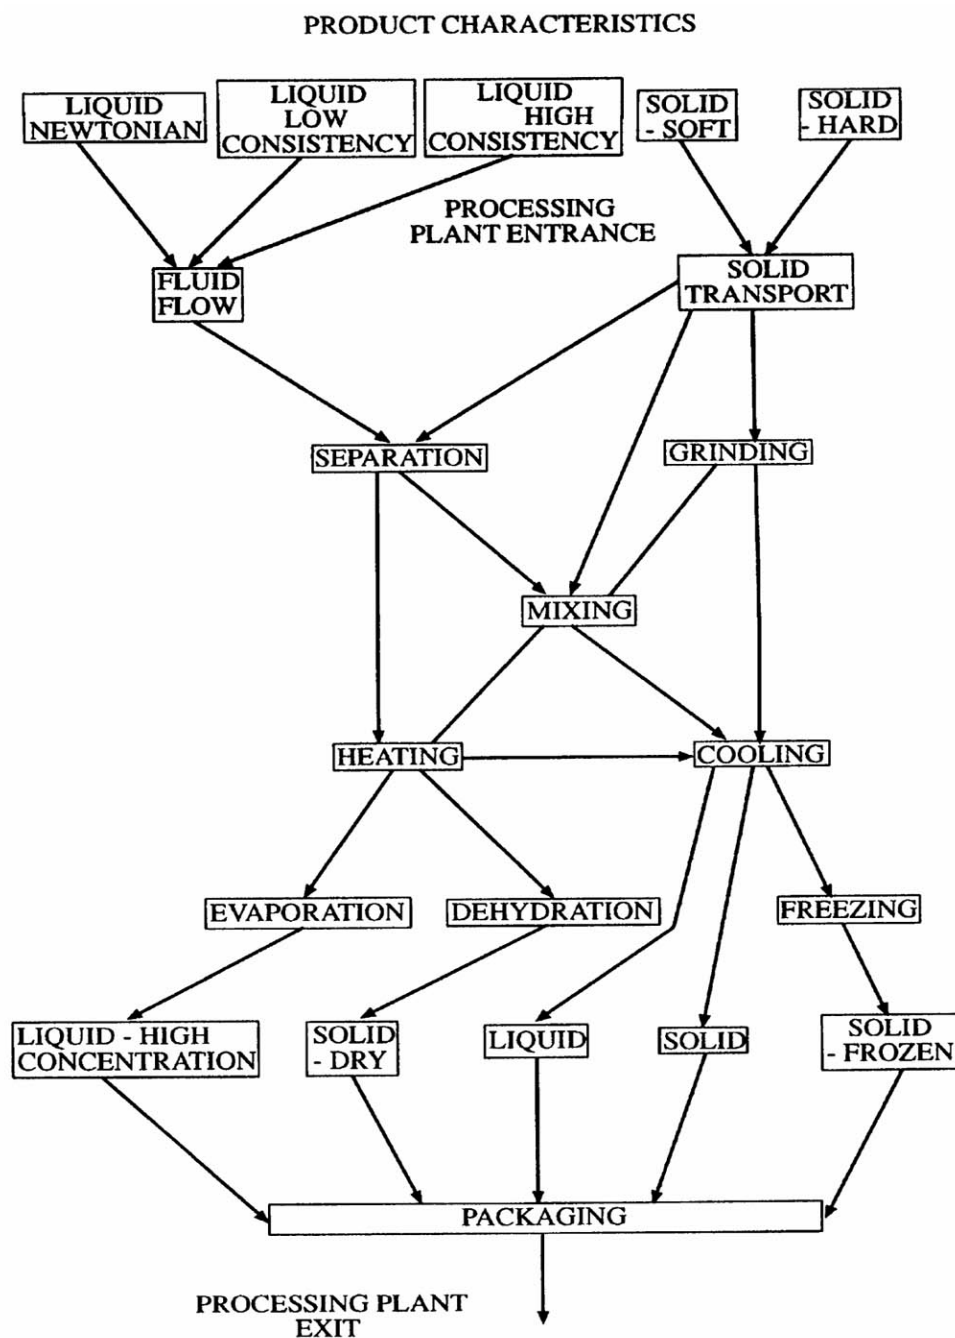 PRODUCT CHARACTERISTICS
LIQUID
NEWTONIAN
LIQUID
LOW
CONSISTENCY
LIQUID
HIGH
CONSISTENCY
SOLID
- SOFT
SOLID
- HARD
PROCESSING
PLANT ENTRANCE
FLUID
FLOW
SOLID
TRANSPORT
SEPARATION
GRINDING
MIXING
HEATING
COOLING
EVAPORATION
DEHYDRATION
FREEZING
LIQUID - HIGH
CONCENTRATION
SOLID
- DRY
LIQUID
SOLID
SOLID
- FROZEN
PACKAGING
PROCESSING PLANT
EXIT